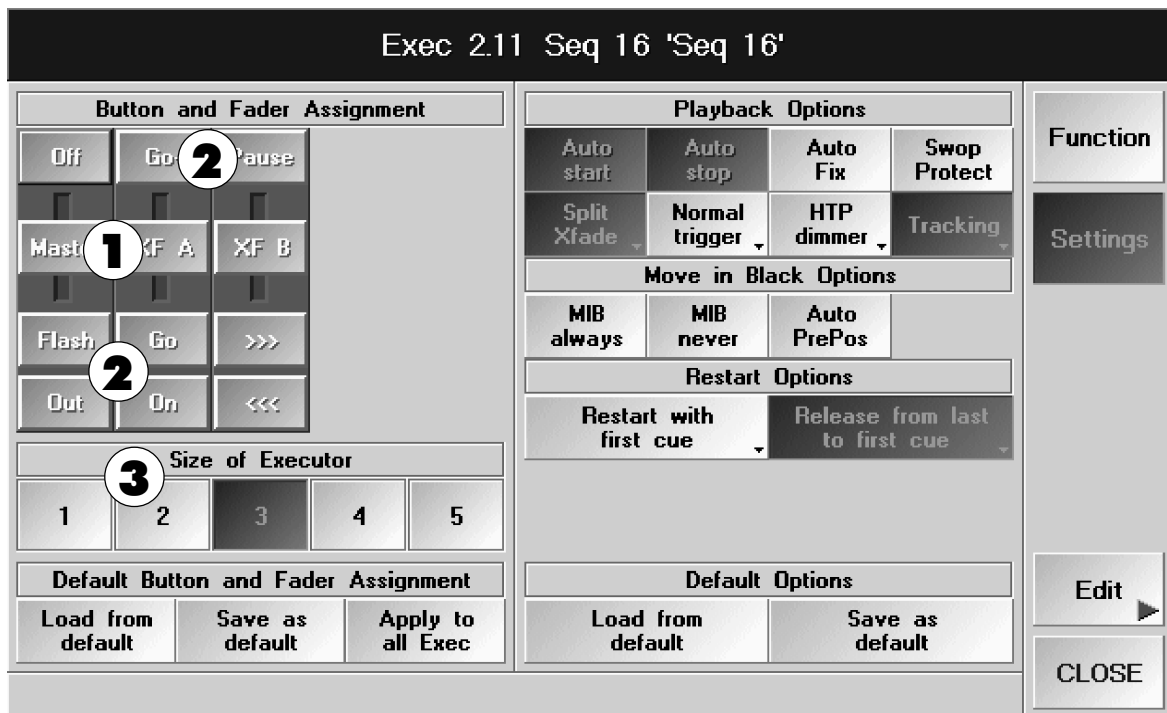 Exec 2.11 Seq 16 'Seq 16'
Button and Fader Assignment
Off Go- 2 Pause
1 XF A XF B
Flash Go >>>
2
Out On <<<
Size of Executor
3
1 2 3 4 5
Default Button and Fader Assignment
Load from default
Save as default
Apply to all Exec
Playback Options
Auto start
Auto stop
Auto Fix
Swop Protect
Split Xfade
Normal trigger
HTP dimmer
Tracking
Move in Black Options
MIB always
MIB never
Auto PrePos
Restart Options
Restart with first cue
Release from last to first cue
Default Options
Load from default
Save as default
Function
Settings
Edit
CLOSE